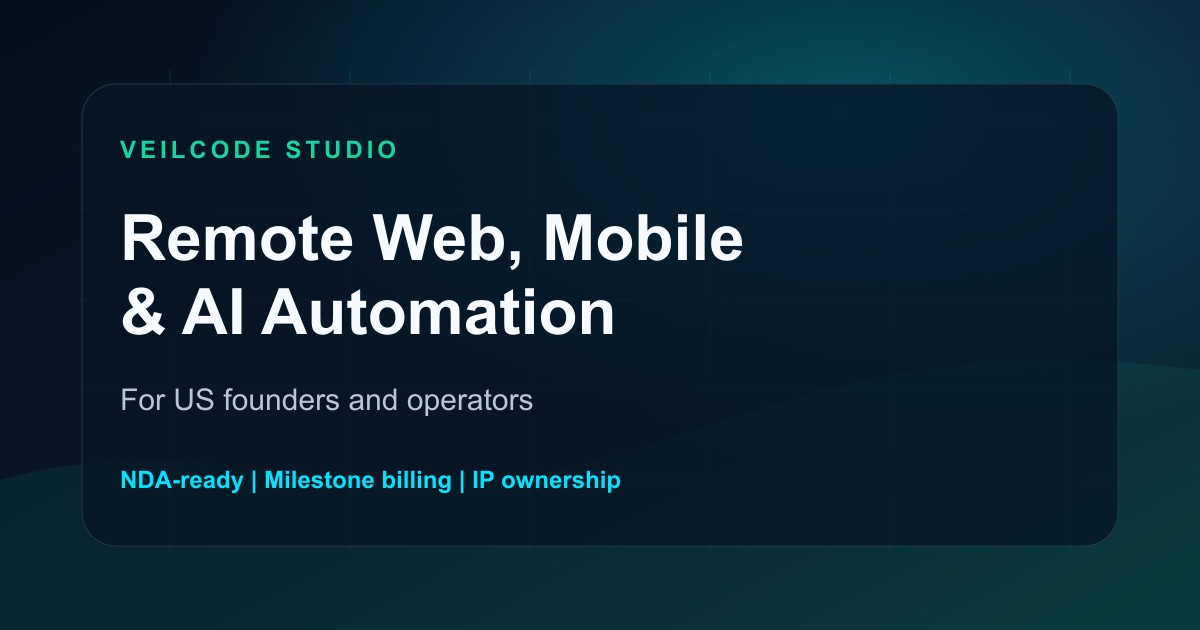 VEILCODE STUDIO
Remote Web, Mobile
& AI Automation
For US founders and operators
NDA-ready | Milestone billing | IP ownership